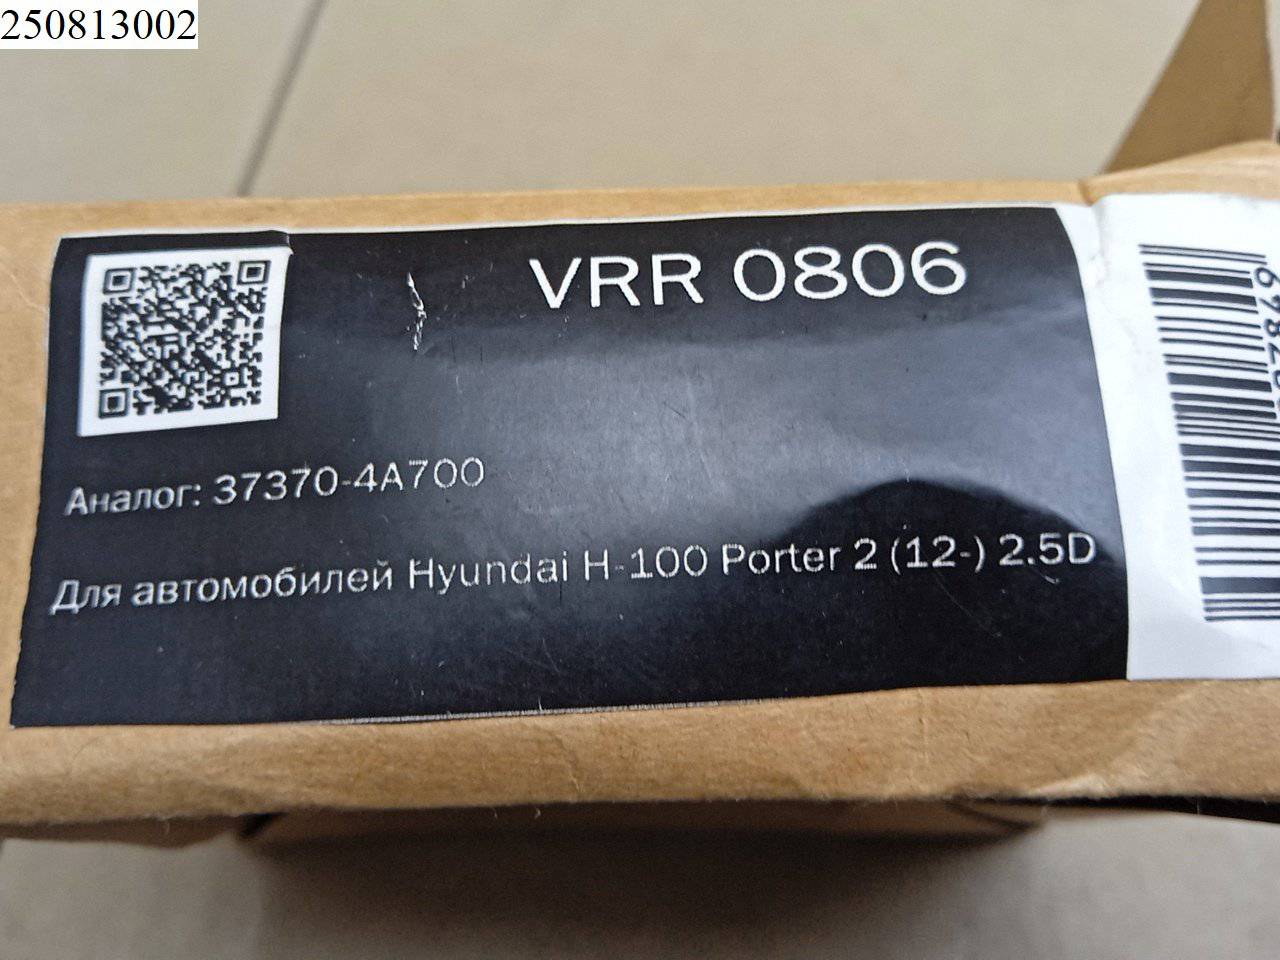 250813002
VRR 0806
Аналог: 37370-4A700
Для автомобилей Hyundai H-100 Porter 2 (12-) 2.5D